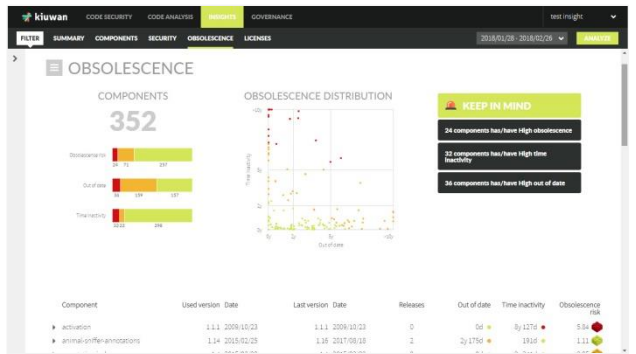 kiuwan CODE SECURITY CODE ANALYSIS INSIGHTS GOVERNANCE test insight
FILTER SUMMARY COMPONENTS SECURITY OBSOLESCENCE LICENSES 2018/01/28 - 2018/02/26 ANALYZE
OBSOLESCENCE
COMPONENTS
352
Obsolescence risk
24 71 257
Out of date
36 159 157
Time inactivity
298
OBSOLESCENCE DISTRIBUTION
Time inactivity
Out of date
KEEP IN MIND
24 components has/have High obsolescence
32 components has/have High time inactivity
36 components has/have High out of date
Component Used version Date Last version Date Releases Out of date Time inactivity Obsolescence risk
activation 1.1.1 2009/10/23 1.1.1 2009/10/23 0 0d 8y 127d 5.84
animal-sniffer-annotations 1.14 2015/02/25 1.16 2017/08/18 2 2y 175d 191d 1.11